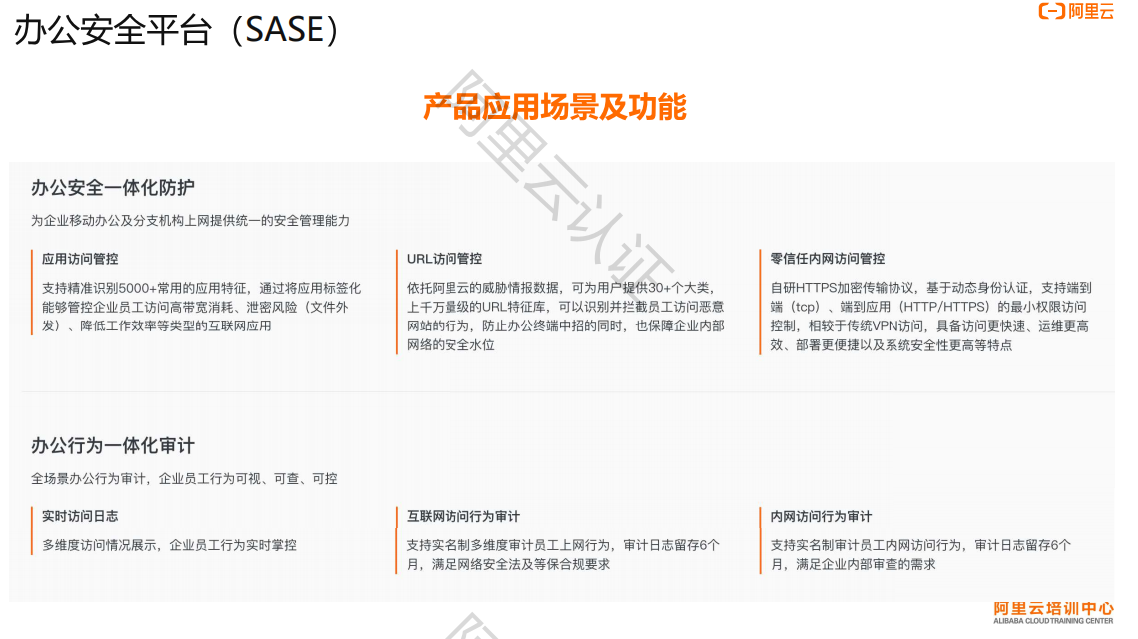 办公安全平台（SASE）
阿里云
产品应用场景及功能
阿里云认证
办公安全一体化防护
为企业移动办公及分支机构上网提供统一的安全管理能力
应用访问管控
支持精准识别5000+常用的应用特征，通过将应用标签化
能够管控企业员工访问高带宽消耗、泄密风险（文件外
发）、降低工作效率等类型的互联网应用
URL访问管控
依托阿里云的威胁情报数据，可为用户提供30+个大类，
上千万量级的URL特征库，可以识别并拦截员工访问恶意
网站的行为，防止办公终端中招的同时，也保障企业内部
网络的安全水位
零信任内网访问管控
自研HTTPS加密传输协议，基于动态身份认证，支持端到
端（tcp）、端到应用（HTTP/HTTPS）的最小权限访问
控制，相较于传统VPN访问，具备访问更快速、运维更高
效、部署更便捷以及系统安全性更高等特点
办公行为一体化审计
全场景办公行为审计，企业员工行为可视、可查、可控
实时访问日志
多维度访问情况展示，企业员工行为实时掌控
互联网访问行为审计
支持实名制多维度审计员工上网行为，审计日志留存6个
月，满足网络安全法及等保合规要求
内网访问行为审计
支持实名制审计员工内网访问行为，审计日志留存6个
月，满足企业内部审查的需求
阿里云培训中心
ALIBABA CLOUD TRAINING CENTER
阿